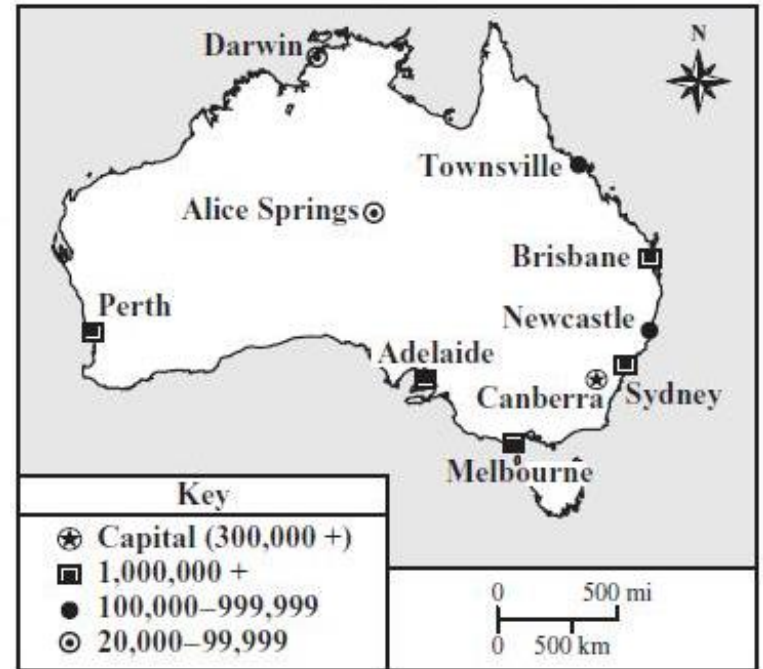 N
Darwin
Townsville
Alice Springs
Brisbane
Perth
Newcastle
Adelaide
Canberra
Sydney
Melbourne
Key
Capital (300,000 +)
1,000,000 +
100,000–999,999
20,000–99,999
0 500 mi
0 500 km